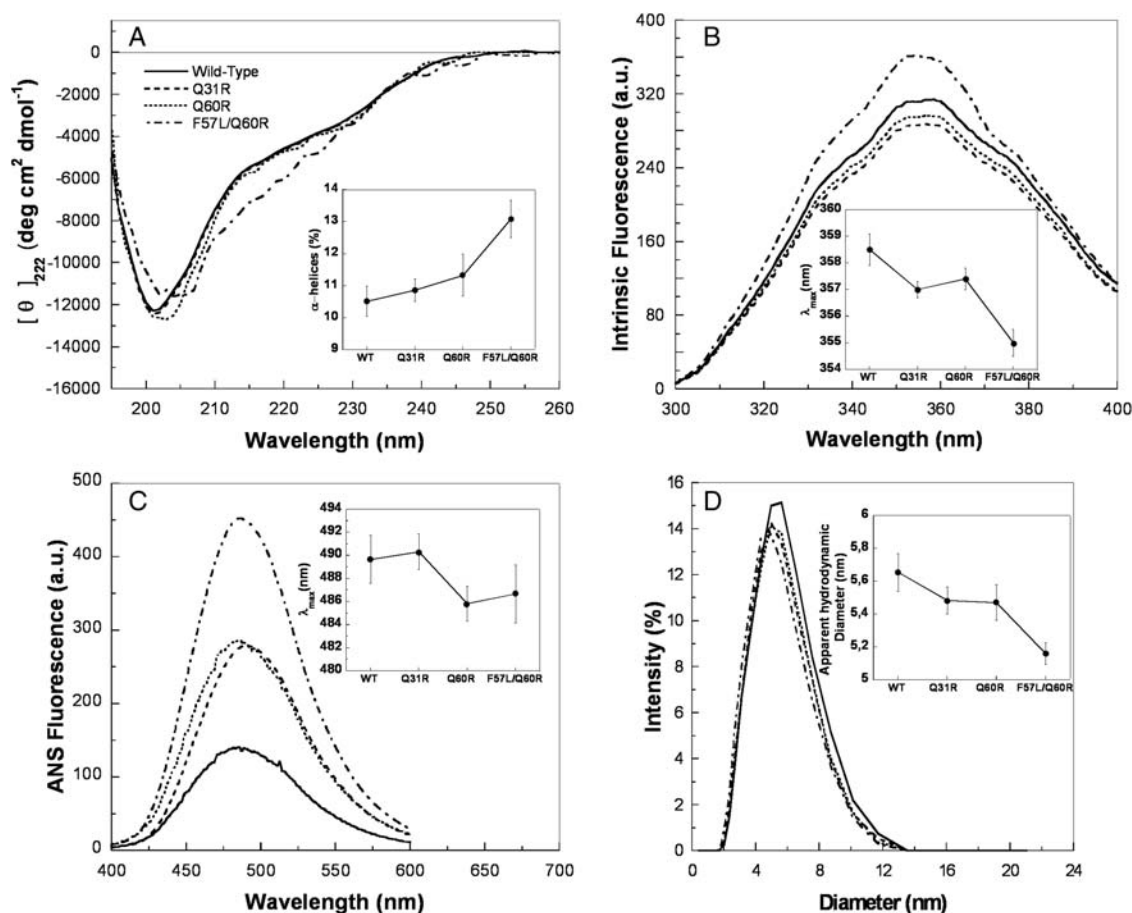 A
Wild-Type
Q31R
Q60R
F57L/Q60R
[θ]222 (deg cm2 dmol-1)
0
-2000
-4000
-6000
-8000
-10000
-12000
-14000
-16000
200 210 220 230 240 250 260
Wavelength (nm)
α-helices (%)
14
13
12
11
10
9
WT Q31R Q60R F57L/Q60R
B
Intrinsic Fluorescence (a.u.)
400
360
320
240
160
80
0
300 320 340 360 380 400
Wavelength (nm)
λmax(nm)
360
359
358
357
356
355
354
WT Q31R Q60R F57L/Q60R
C
ANS Fluorescence (a.u.)
500
400
300
200
100
0
400 450 500 550 600 650 700
Wavelength (nm)
λmax(nm)
494
492
490
488
486
484
482
480
WT Q31R Q60R F57L/Q60R
D
Intensity (%)
16
14
12
10
8
6
4
2
0
0 4 8 12 16 20 24
Diameter (nm)
Apparent hydrodynamic
Diameter (nm)
6
5,8
5,6
5,4
5,2
5
WT Q31R Q60R F57L/Q60R